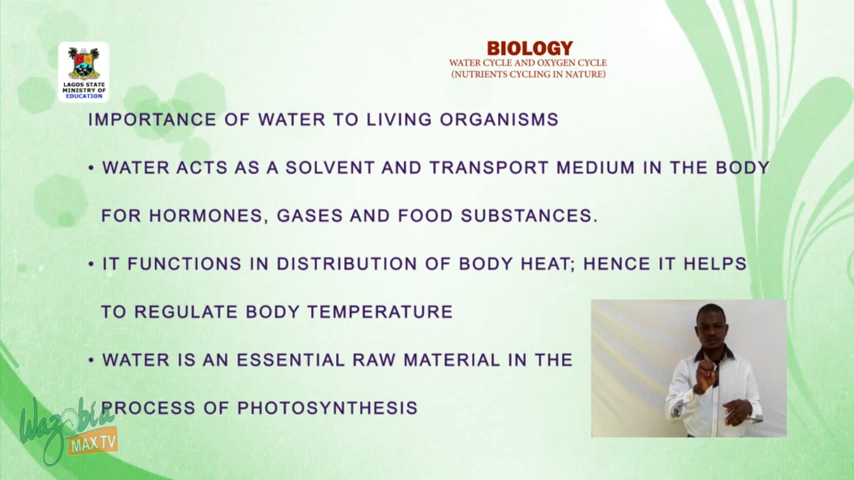 BIOLOGY
WATER CYCLE AND OXYGEN CYCLE
(NUTRIENTS CYCLING IN NATURE)
LAGOS STATE
MINISTRY OF
EDUCATION
IMPORTANCE OF WATER TO LIVING ORGANISMS
• WATER ACTS AS A SOLVENT AND TRANSPORT MEDIUM IN THE BODY
FOR HORMONES, GASES AND FOOD SUBSTANCES.
• IT FUNCTIONS IN DISTRIBUTION OF BODY HEAT; HENCE IT HELPS
TO REGULATE BODY TEMPERATURE
• WATER IS AN ESSENTIAL RAW MATERIAL IN THE
PROCESS OF PHOTOSYNTHESIS
Wazobia
MAX TV